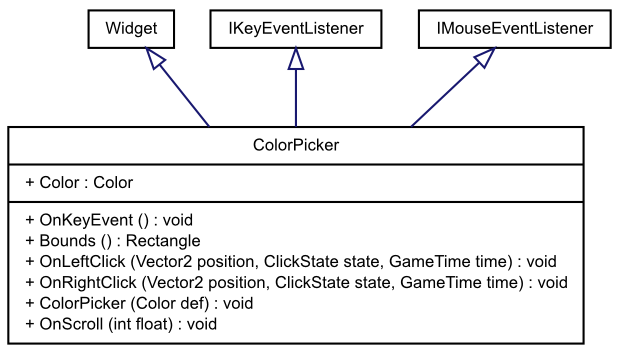 Widget
IKeyEventListener
IMouseEventListener
ColorPicker
+ Color : Color
+ OnKeyEvent () : void
+ Bounds () : Rectangle
+ OnLeftClick (Vector2 position, ClickState state, GameTime time) : void
+ OnRightClick (Vector2 position, ClickState state, GameTime time) : void
+ ColorPicker (Color def) : void
+ OnScroll (int float) : void